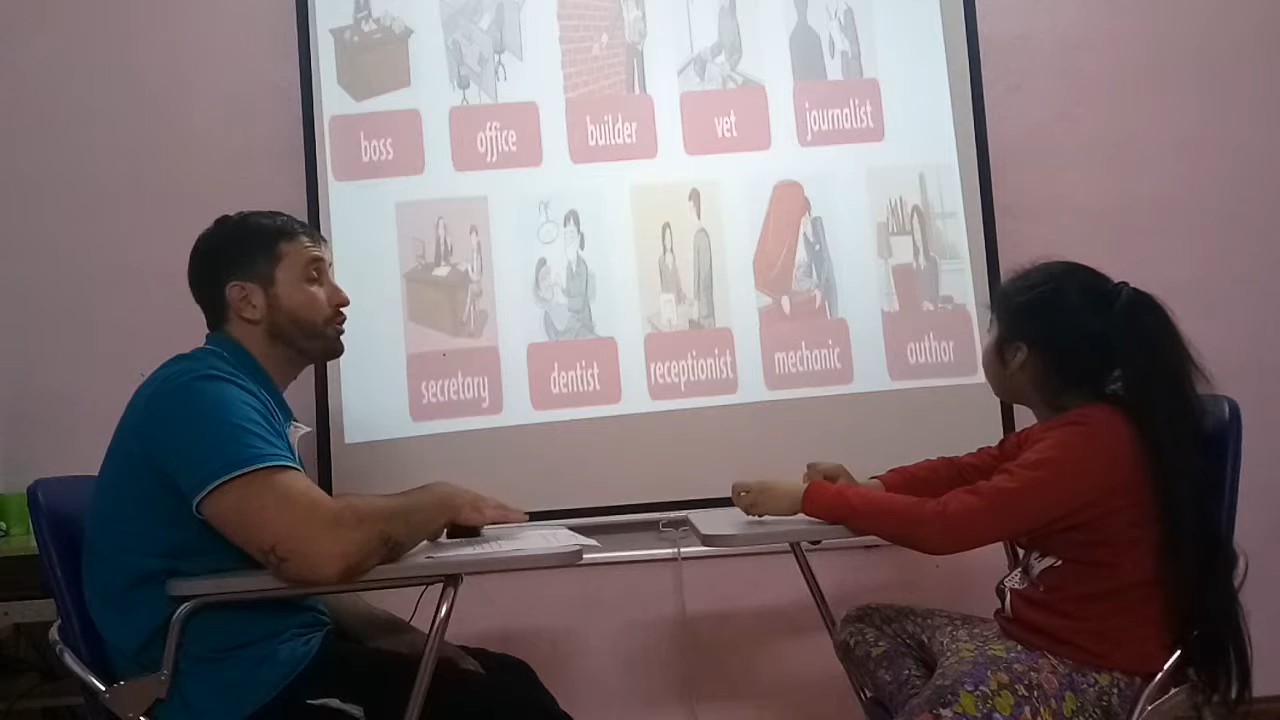 boss
office
builder
vet
journalist
secretary
dentist
receptionist
mechanic
author